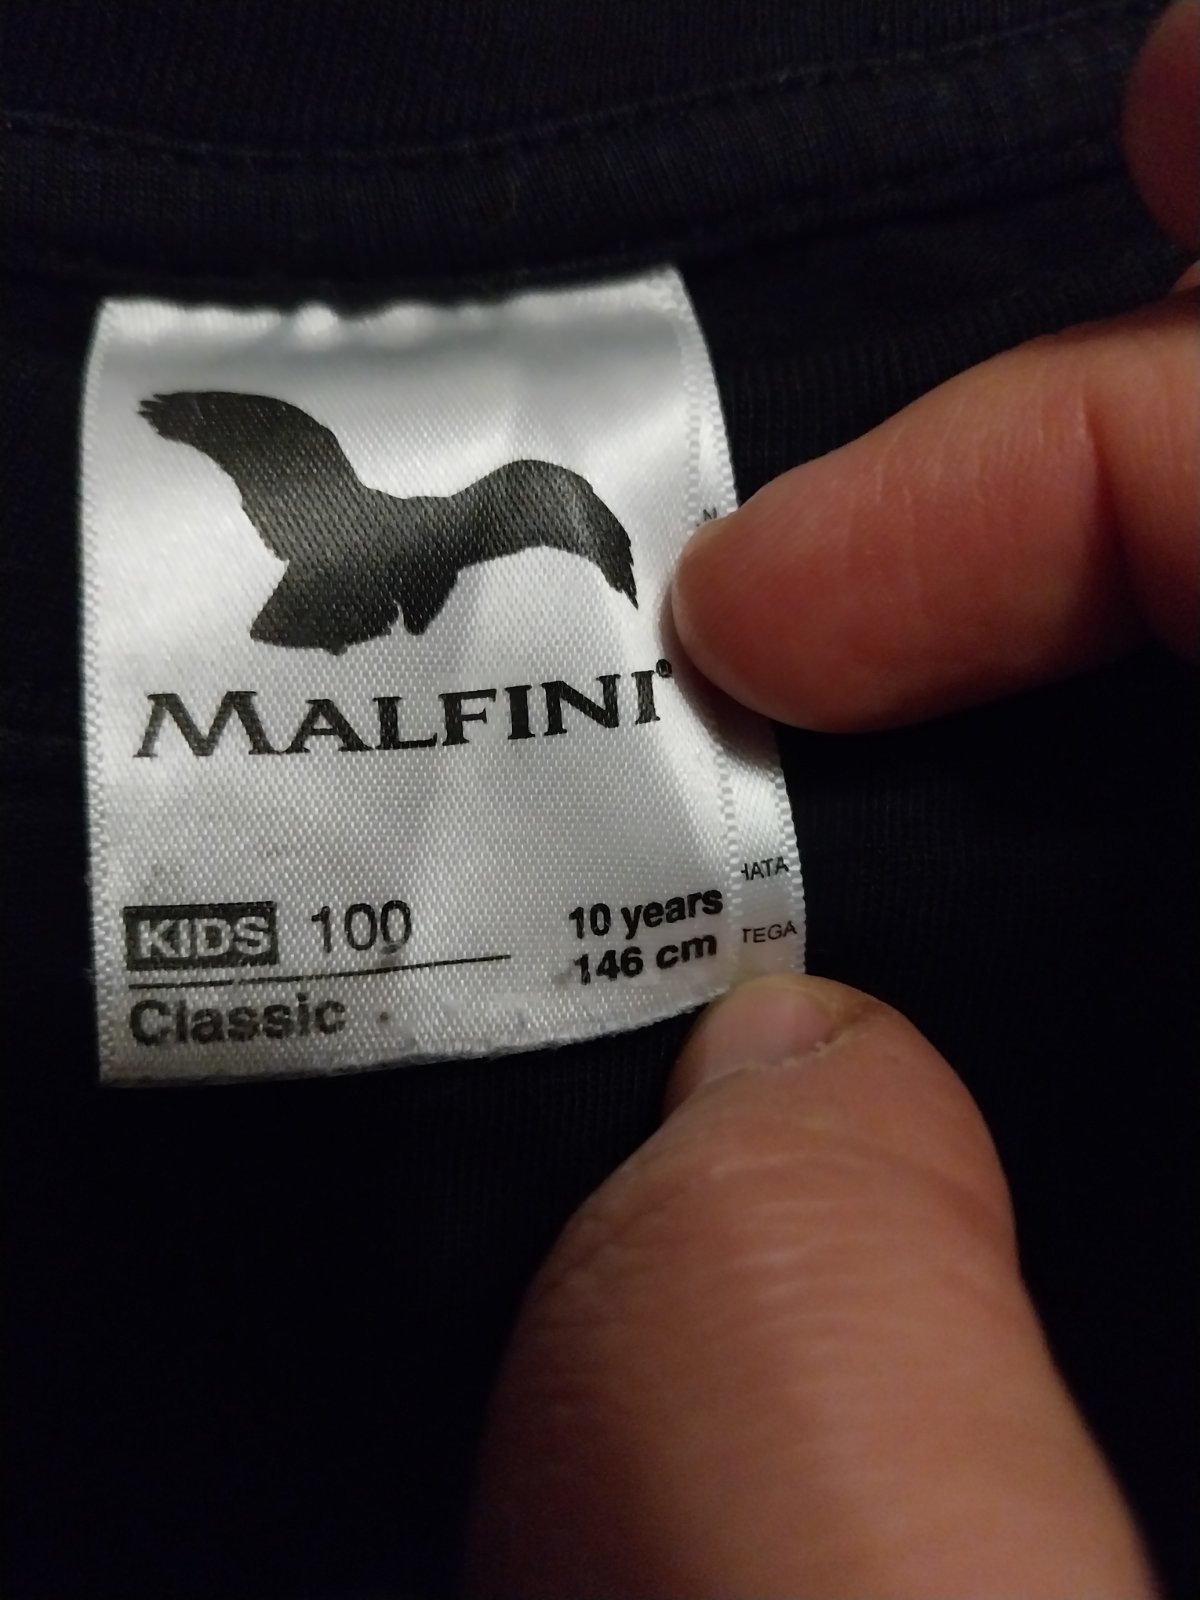 MALFINI®
KIDS 100
10 years
146 cm
Classic